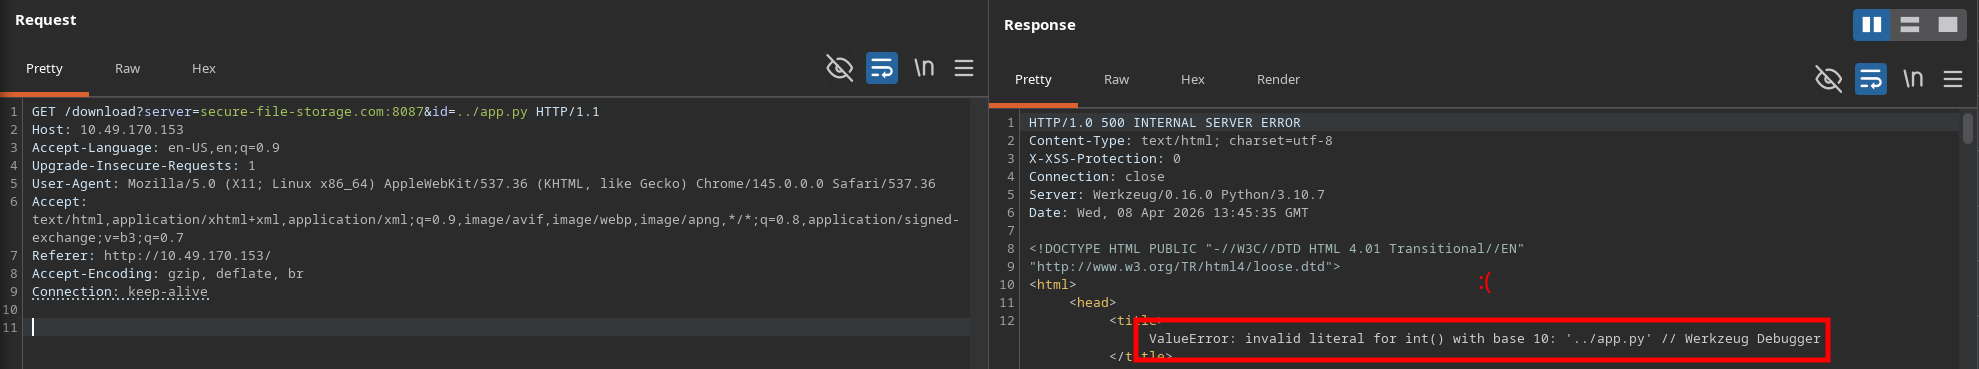 Request
Pretty Raw Hex
\n
1 GET /download?server=secure-file-storage.com:8087&id=../app.py HTTP/1.1
2 Host: 10.49.170.153
3 Accept-Language: en-US,en;q=0.9
4 Upgrade-Insecure-Requests: 1
5 User-Agent: Mozilla/5.0 (X11; Linux x86_64) AppleWebKit/537.36 (KHTML, like Gecko) Chrome/145.0.0.0 Safari/537.36
6 Accept:
text/html,application/xhtml+xml,application/xml;q=0.9,image/avif,image/webp,image/apng,*/*;q=0.8,application/signed-
exchange;v=b3;q=0.7
7 Referer: http://10.49.170.153/
8 Accept-Encoding: gzip, deflate, br
9 Connection: keep-alive
10
11
Response
Pretty Raw Hex Render
\n
1 HTTP/1.0 500 INTERNAL SERVER ERROR
2 Content-Type: text/html; charset=utf-8
3 X-XSS-Protection: 0
4 Connection: close
5 Server: Werkzeug/0.16.0 Python/3.10.7
6 Date: Wed, 08 Apr 2026 13:45:35 GMT
7
8 <!DOCTYPE HTML PUBLIC "-//W3C//DTD HTML 4.01 Transitional//EN"
9 "http://www.w3.org/TR/html4/loose.dtd">
:(
10 <html>
11 <head>
12 <title>
ValueError: invalid literal for int() with base 10: '../app.py' // Werkzeug Debugger
</title>